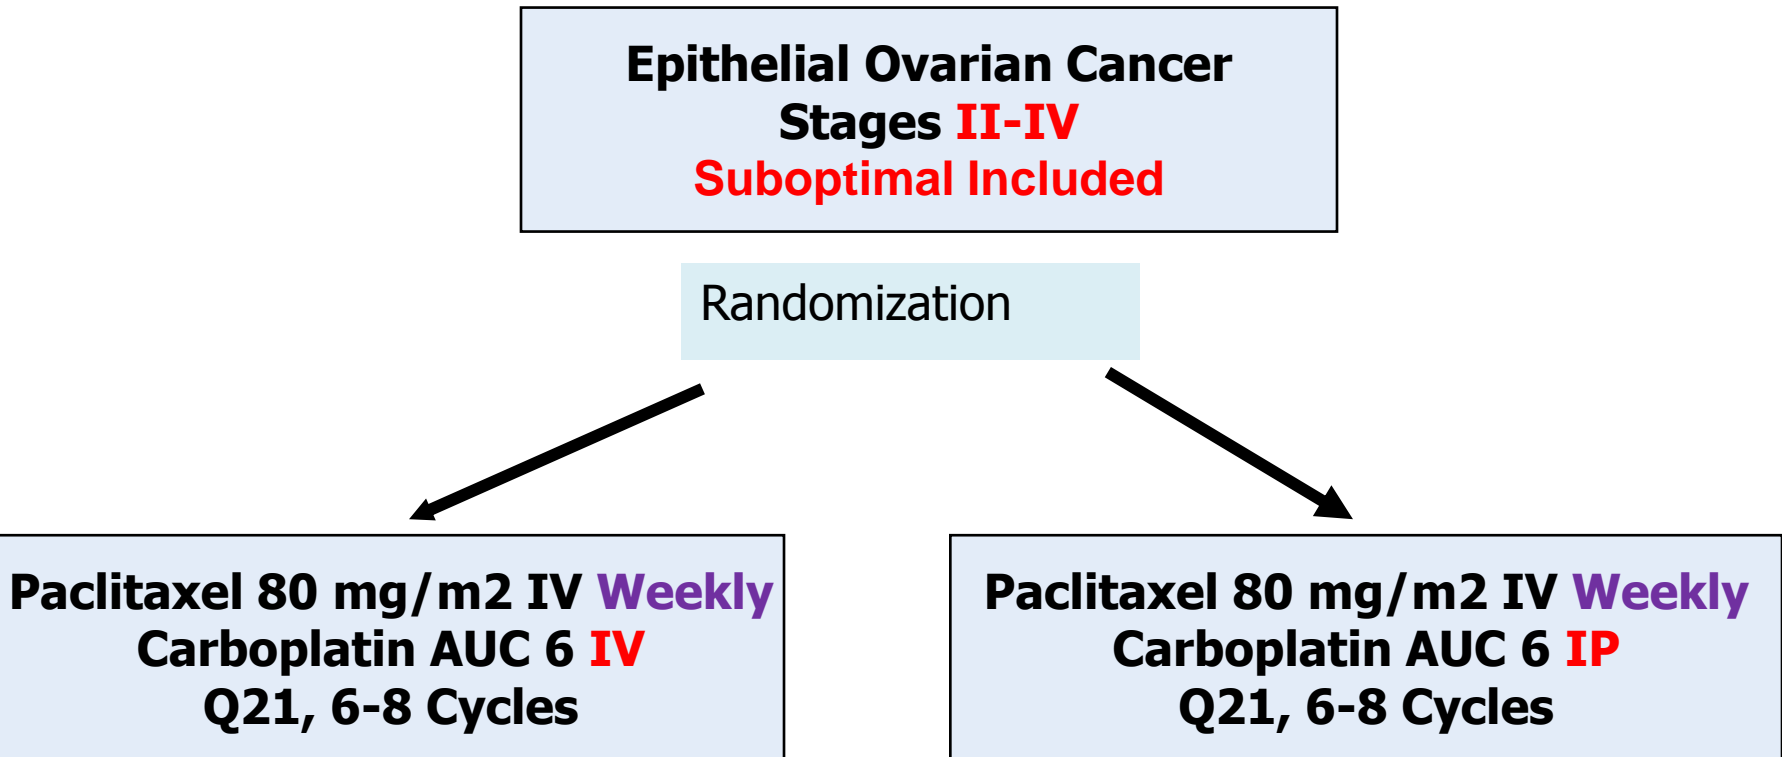 Epithelial Ovarian Cancer
Stages II-IV
Suboptimal Included
Randomization
Paclitaxel 80 mg/m2 IV Weekly
Carboplatin AUC 6 IV
Q21, 6-8 Cycles
Paclitaxel 80 mg/m2 IV Weekly
Carboplatin AUC 6 IP
Q21, 6-8 Cycles